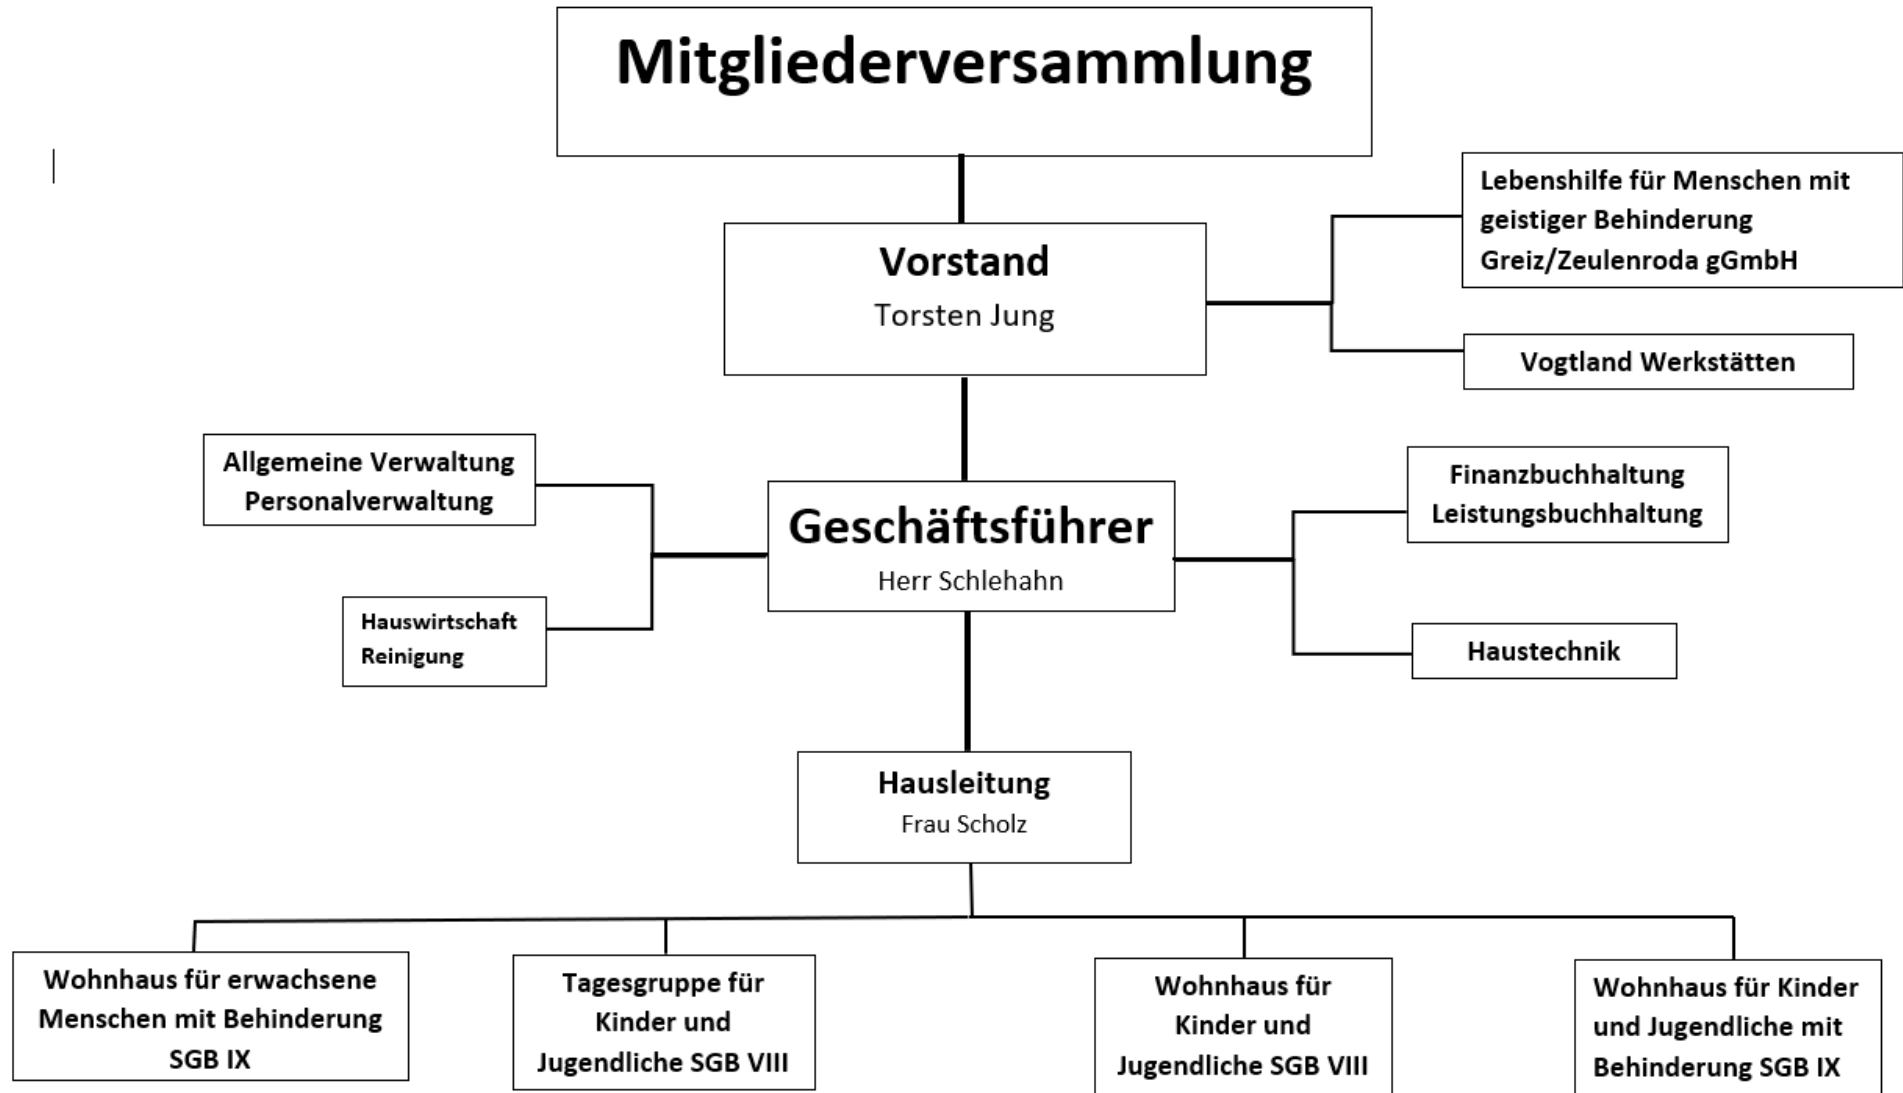 Mitgliederversammlung
Lebenshilfe für Menschen mit
geistiger Behinderung
Greiz/Zeulenroda gGmbH
Vorstand
Torsten Jung
Vogtland Werkstätten
Allgemeine Verwaltung
Personalverwaltung
Geschäftsführer
Herr Schlehahn
Finanzbuchhaltung
Leistungsbuchhaltung
Hauswirtschaft
Reinigung
Haustechnik
Hausleitung
Frau Scholz
Wohnhaus für erwachsene
Menschen mit Behinderung
SGB IX
Tagesgruppe für
Kinder und
Jugendliche SGB VIII
Wohnhaus für
Kinder und
Jugendliche SGB VIII
Wohnhaus für Kinder
und Jugendliche mit
Behinderung SGB IX